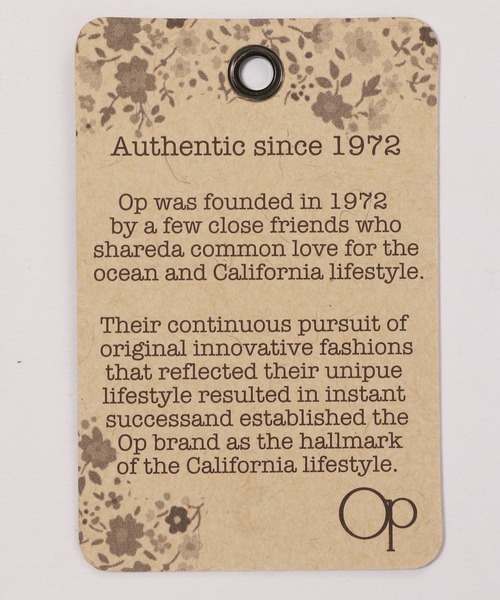 Authentic since 1972
Op was founded in 1972
by a few close friends who
shareda common love for the
ocean and California lifestyle.
Their continuous pursuit of
original innovative fashions
that reflected their unipue
lifestyle resulted in instant
successand established the
Op brand as the hallmark
of the California lifestyle.
Op